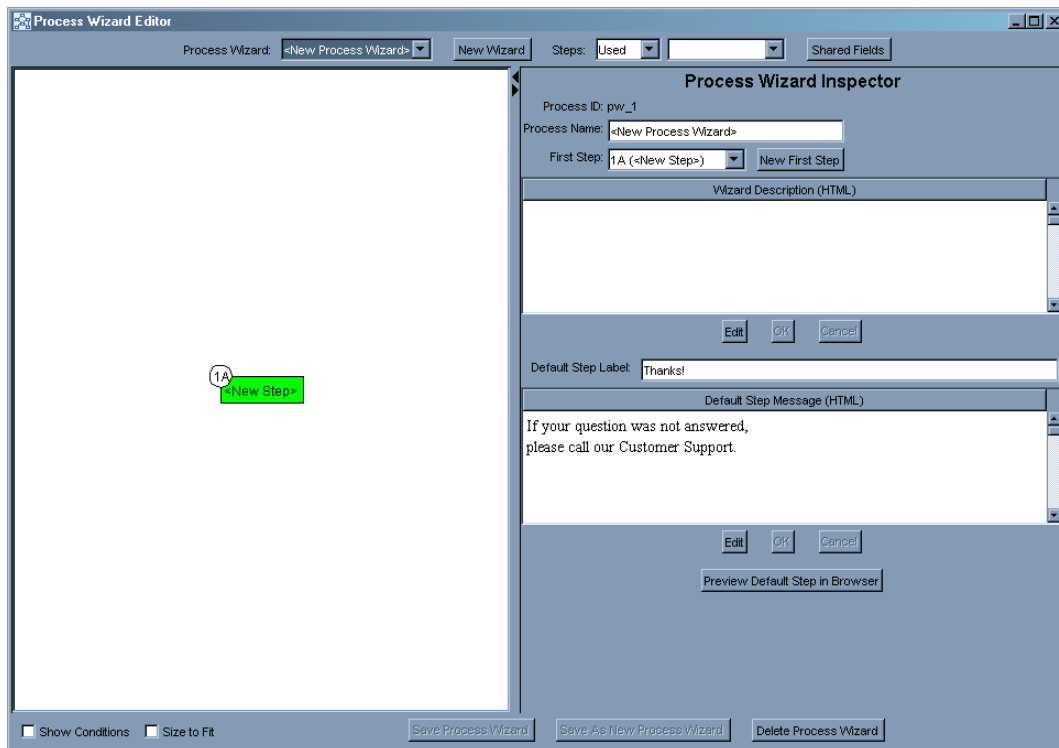 Process Wizard Editor
Process Wizard: <New Process Wizard> New Wizard Steps: Used Shared Fields
Process Wizard Inspector
Process ID: pw_1
Process Name: <New Process Wizard>
First Step: 1A (<New Step>) New First Step
Wizard Description (HTML)
Edit OK Cancel
1A
<New Step>
Default Step Label: Thanks!
Default Step Message (HTML)
If your question was not answered,
please call our Customer Support.
Edit OK Cancel
Preview Default Step in Browser
Show Conditions Size to Fit Save Process Wizard Save As New Process Wizard Delete Process Wizard